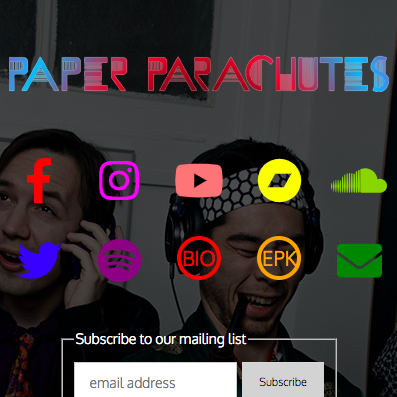 PAPER PARACHUTES
BIO
EPK
Subscribe to our mailing list
email address
Subscribe